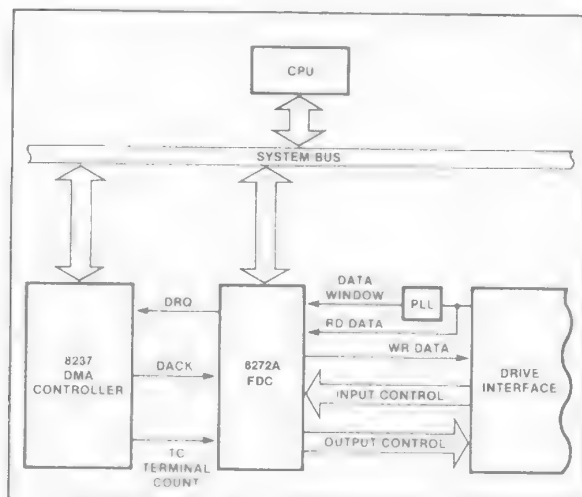 CPU
SYSTEM BUS
8237
DMA
CONTROLLER
DRQ
DACK
TC
TERMINAL
COUNT
8272A
FDC
DATA
WINDOW
PLL
RD DATA
WR DATA
INPUT CONTROL
OUTPUT CONTROL
DRIVE
INTERFACE